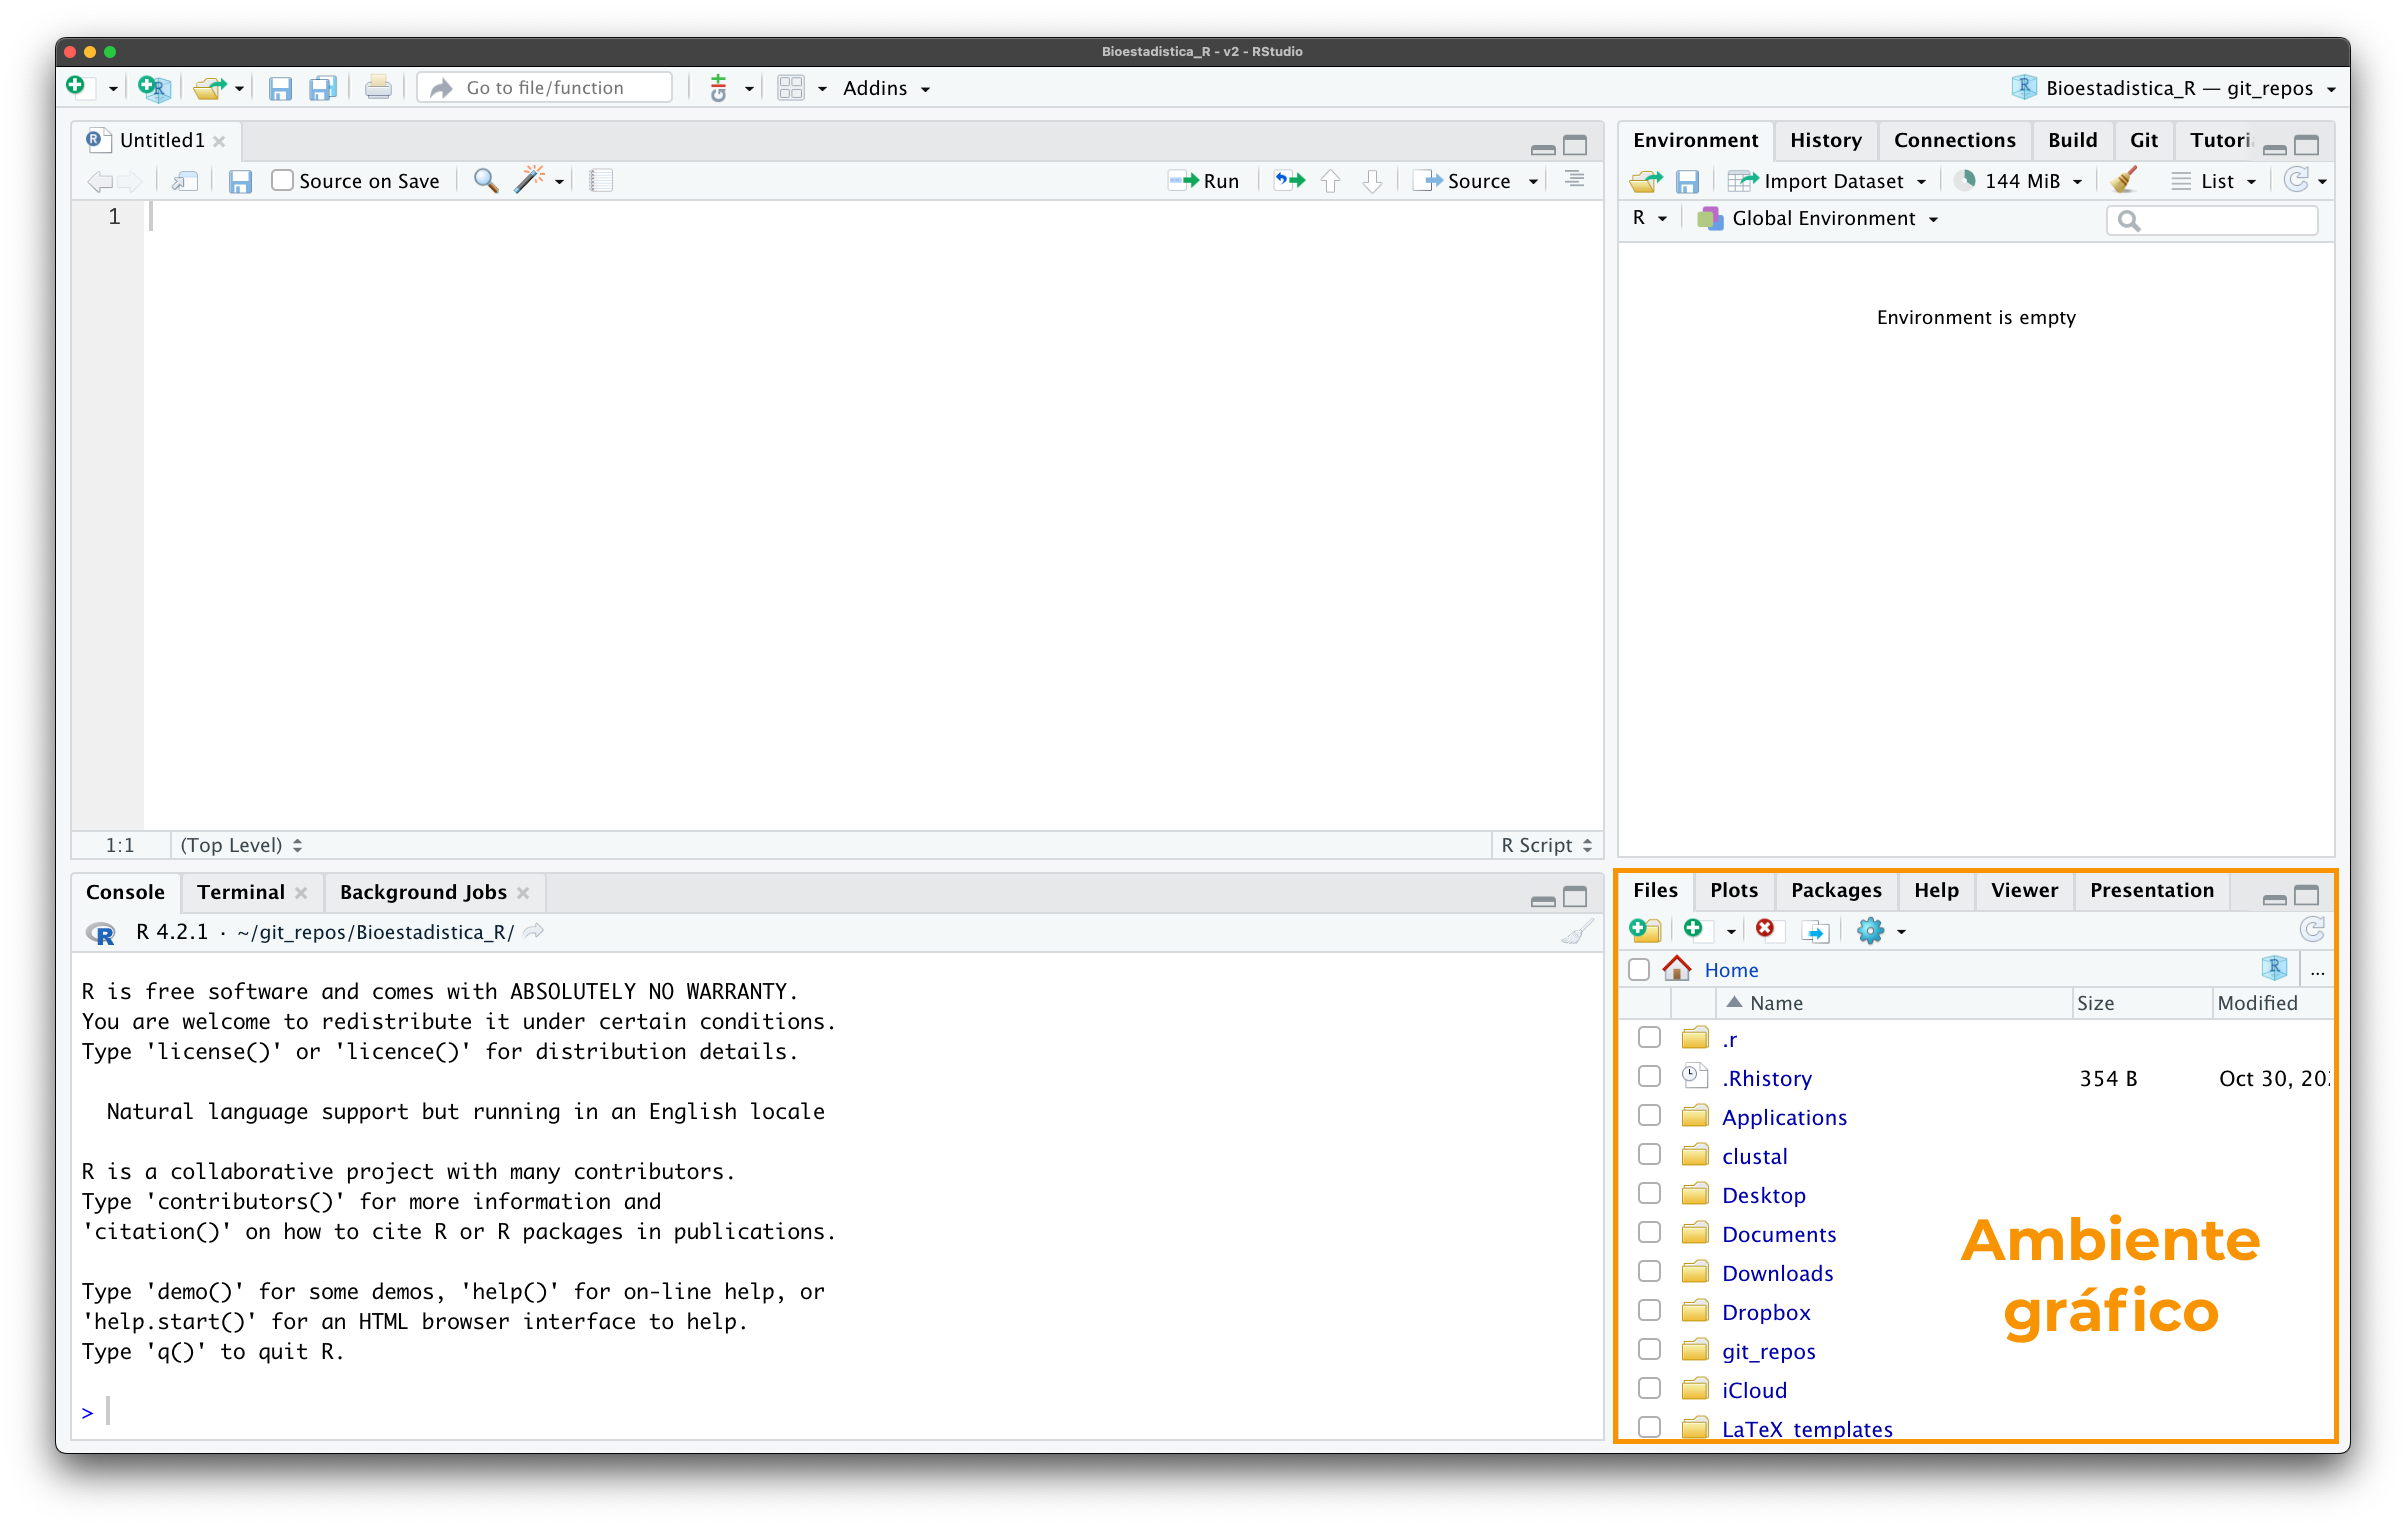 Bioestadistica_R - v2 - RStudio
Go to file/function
Git
Addins
Bioestadistica_R — git_repos
Untitled1
Source on Save
Run
Source
1
1:1
(Top Level)
R Script
Console
Terminal
Background Jobs
R 4.2.1 · ~/git_repos/Bioestadistica_R/
R is free software and comes with ABSOLUTELY NO WARRANTY.
You are welcome to redistribute it under certain conditions.
Type 'license()' or 'licence()' for distribution details.
Natural language support but running in an English locale
R is a collaborative project with many contributors.
Type 'contributors()' for more information and
'citation()' on how to cite R or R packages in publications.
Type 'demo()' for some demos, 'help()' for on-line help, or
'help.start()' for an HTML browser interface to help.
Type 'q()' to quit R.
>
Environment
History
Connections
Build
Git
Import Dataset
144 MiB
List
R
Global Environment
Environment is empty
Files
Plots
Packages
Help
Viewer
Presentation
Home
...
Name
Size
Modified
.r
.Rhistory
354 B
Oct 30,
Applications
clustal
Desktop
Documents
Downloads
Dropbox
git_repos
iCloud
LaTeX_templates
Ambiente
gráfico